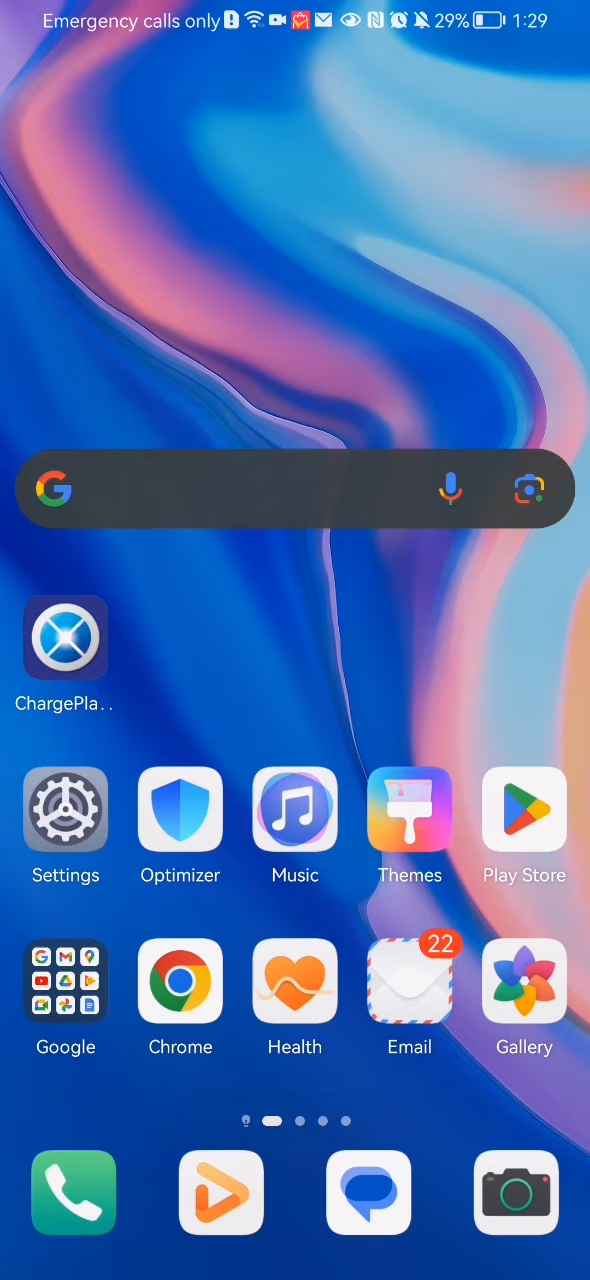 Emergency calls only 29% 1:29
ChargePla..
Settings Optimizer Music Themes Play Store
22
Google Chrome Health Email Gallery